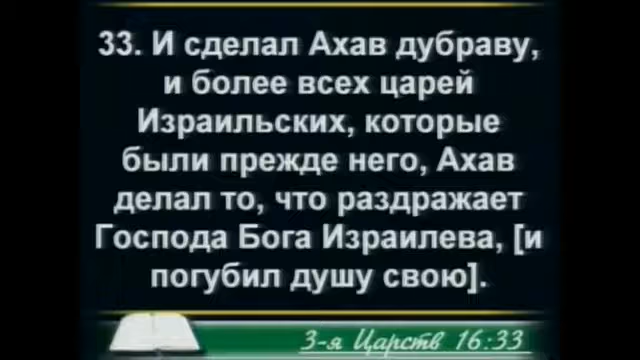 33. И сделал Ахав дубраву,
и более всех царей
Израильских, которые
были прежде него, Ахав
делал то, что раздражает
Господа Бога Израилева, [и
погубил душу свою].
3-я Царств 16:33